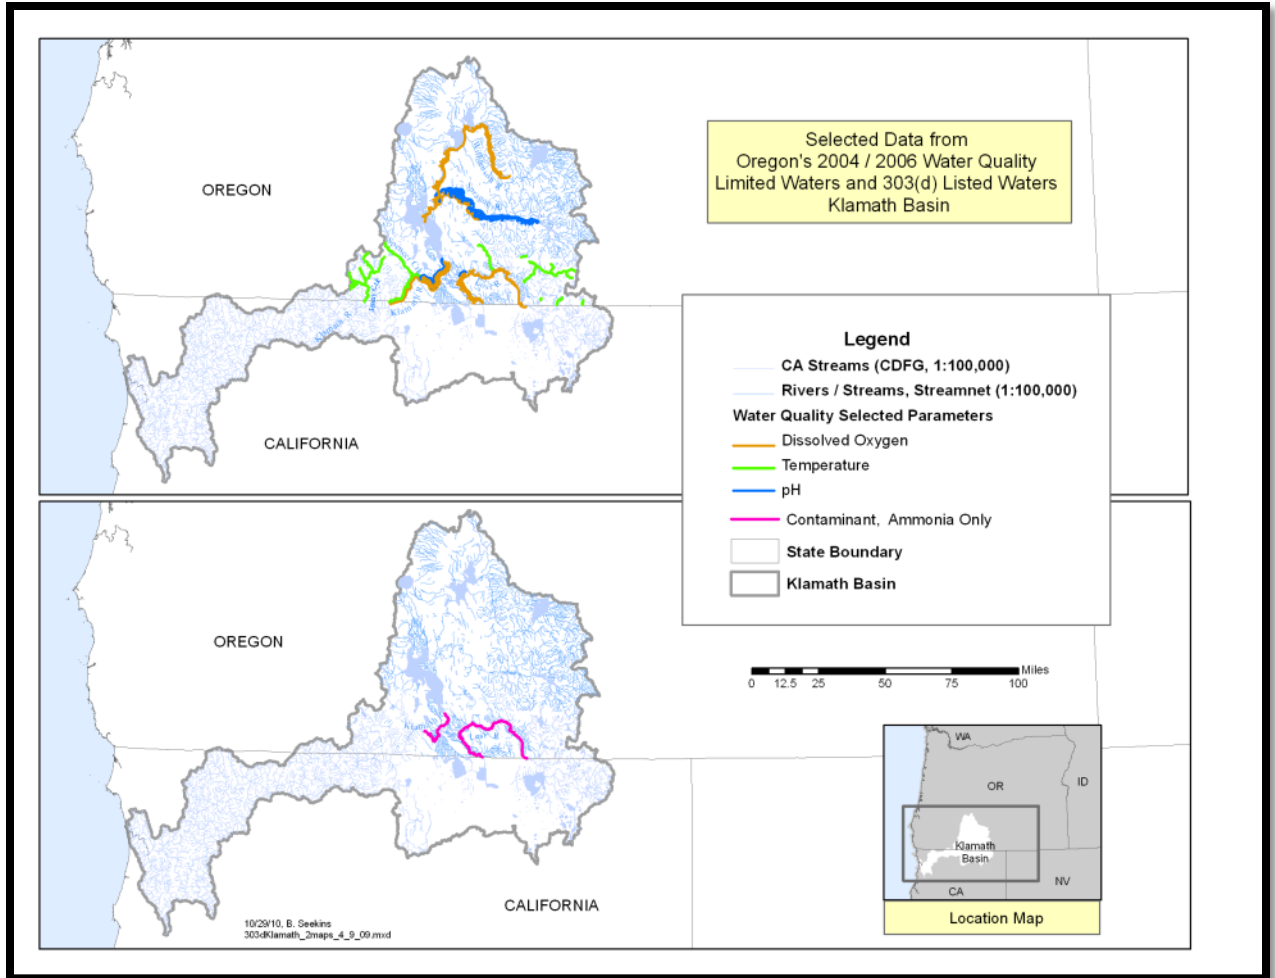 OREGON
CALIFORNIA
Klamath R
Klam
Selected Data from
Oregon's 2004 / 2006 Water Quality
Limited Waters and 303(d) Listed Waters
Klamath Basin
Legend
CA Streams (CDFG, 1:100,000)
Rivers / Streams, Streamnet (1:100,000)
Water Quality Selected Parameters
Dissolved Oxygen
Temperature
pH
Contaminant, Ammonia Only
State Boundary
Klamath Basin
OREGON
CALIFORNIA
10/29/10, B. Seekins
303dKlamath_2maps_4_9_09.mxd
Miles
0 12.5 25 50 75 100
WA
OR
ID
Klamath
Basin
NV
CA
Location Map